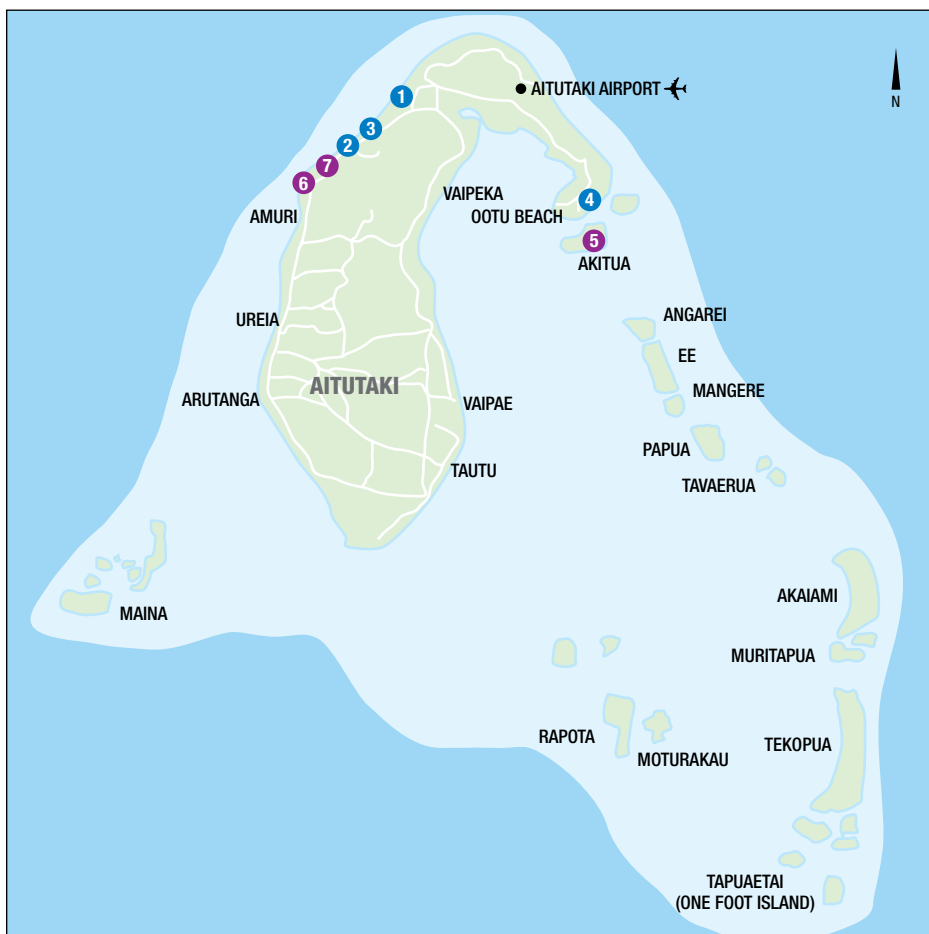 1
AITUTAKI AIRPORT
N
3
2
7
6
VAIPEKA
4
AMURI
OOTU BEACH
5
AKITUA
ANGAREI
UREIA
EE
AITUTAKI
MANGERE
ARUTANGA
VAIPAE
PAPUA
TAUTU
TAVAERUA
AKAIAMI
MAINA
MURITAPUA
RAPOTA
TEKOPUA
MOTURAKAU
TAPUAETAI
(ONE FOOT ISLAND)